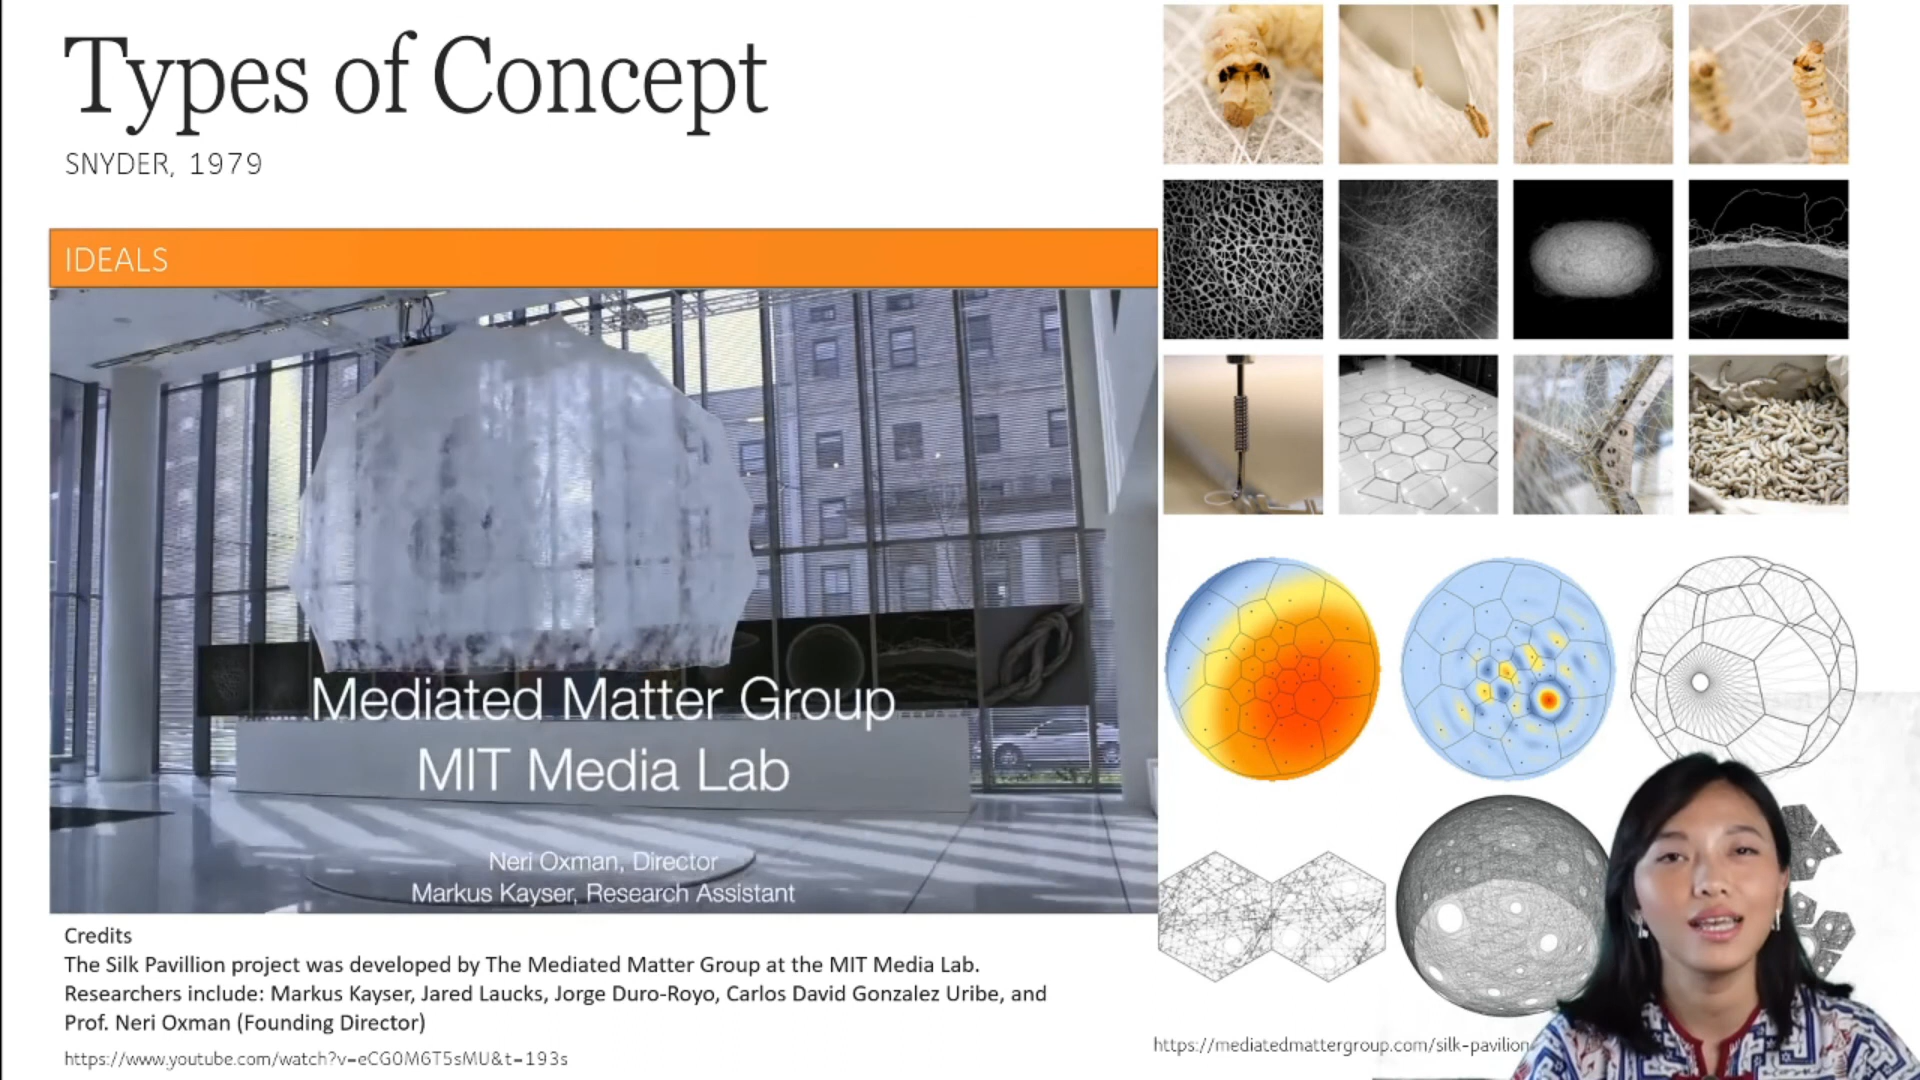 Types of Concept
SNYDER, 1979
IDEALS
Mediated Matter Group
MIT Media Lab
Neri Oxman, Director
Markus Kayser, Research Assistant
Credits
The Silk Pavillion project was developed by The Mediated Matter Group at the MIT Media Lab.
Researchers include: Markus Kayser, Jared Laucks, Jorge Duro-Royo, Carlos David Gonzalez Uribe, and
Prof. Neri Oxman (Founding Director)
https://www.youtube.com/watch?v=eCG0M6T5sMU&t=193s
https://mediatedmattergroup.com/silk-pavilion